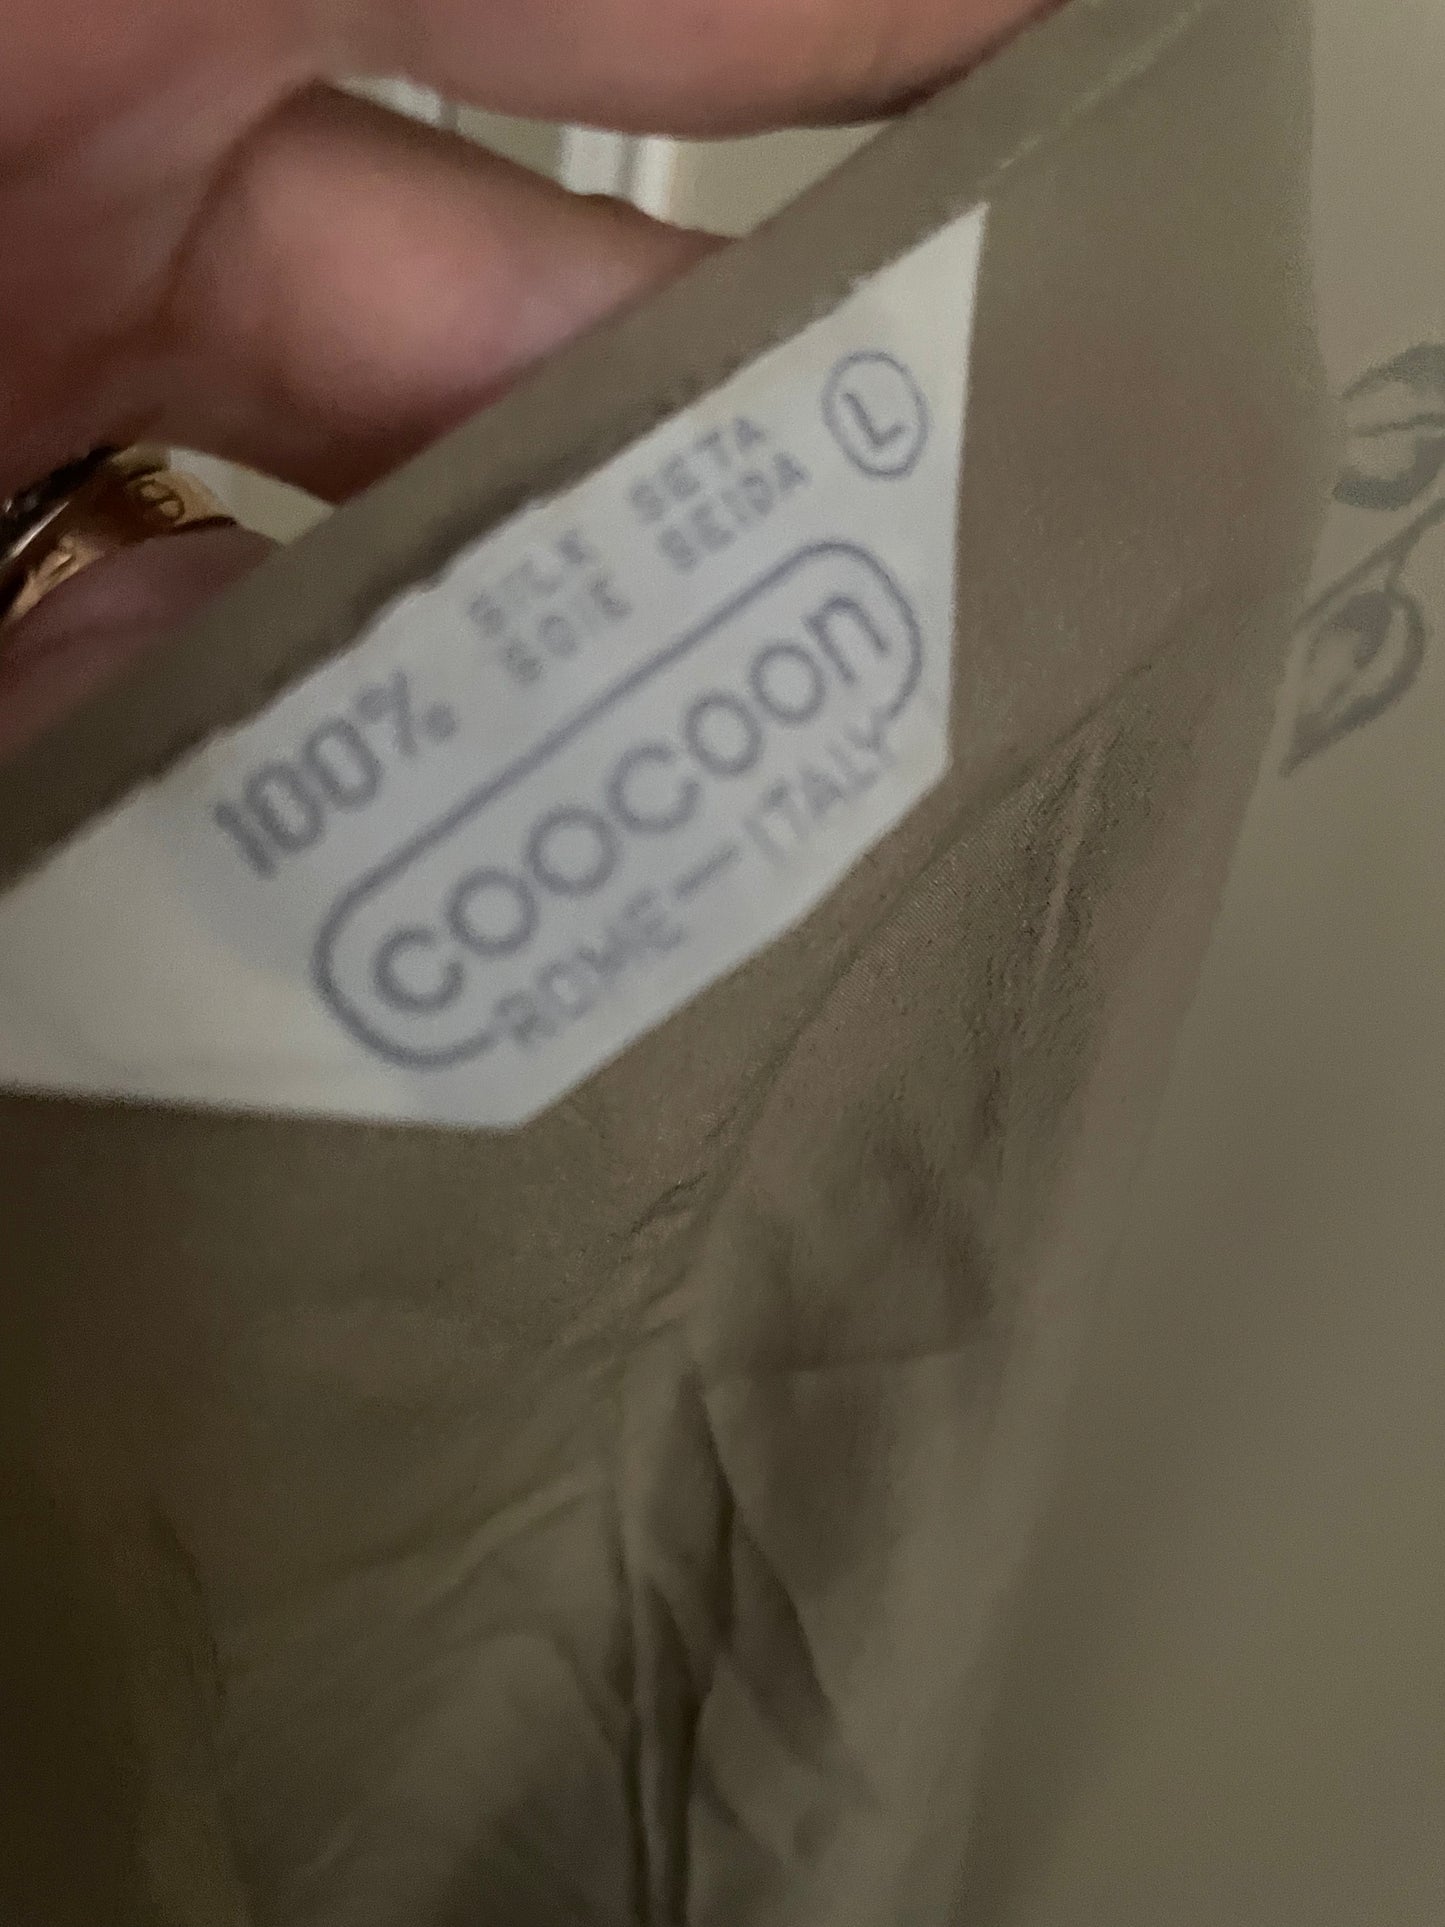 100% SILK SETA L
SOIE SEIDA
coocoon
ROME—ITALY